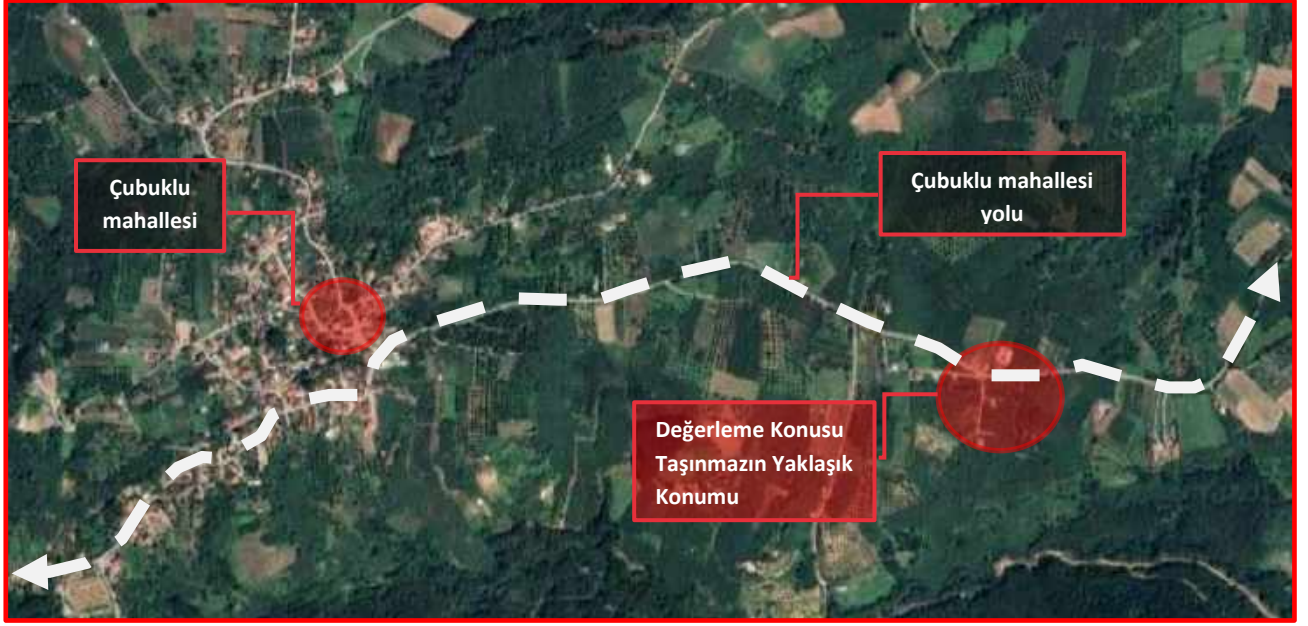 Çubuklu
mahallesi
Çubuklu mahallesi
yolu
Değerleme Konusu
Taşınmazın Yaklaşık
Konumu